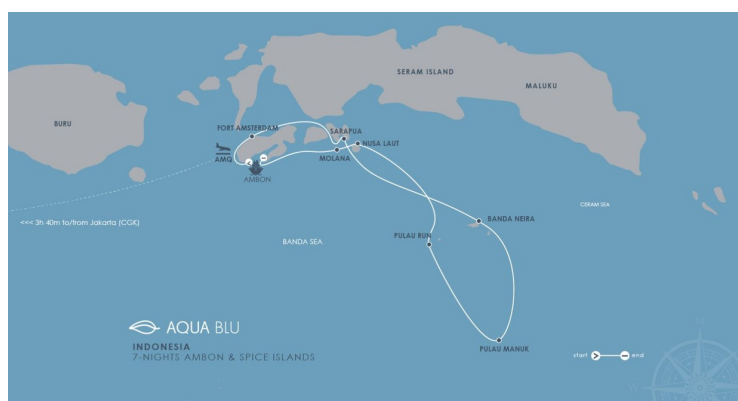 SERAM ISLAND
MALUKU
BURU
FORT AMSTERDAM
SARAPUA
NUSA LAUT
AMQ
MOLANA
AMBON
CERAM SEA
BANDA NEIRA
<<< 3h 40m to/from Jakarta (CGK)
PULAU RUN
BANDA SEA
AQUA BLU
INDONESIA
7-NIGHTS AMBON & SPICE ISLANDS
PULAU MANUK
start end
N
W